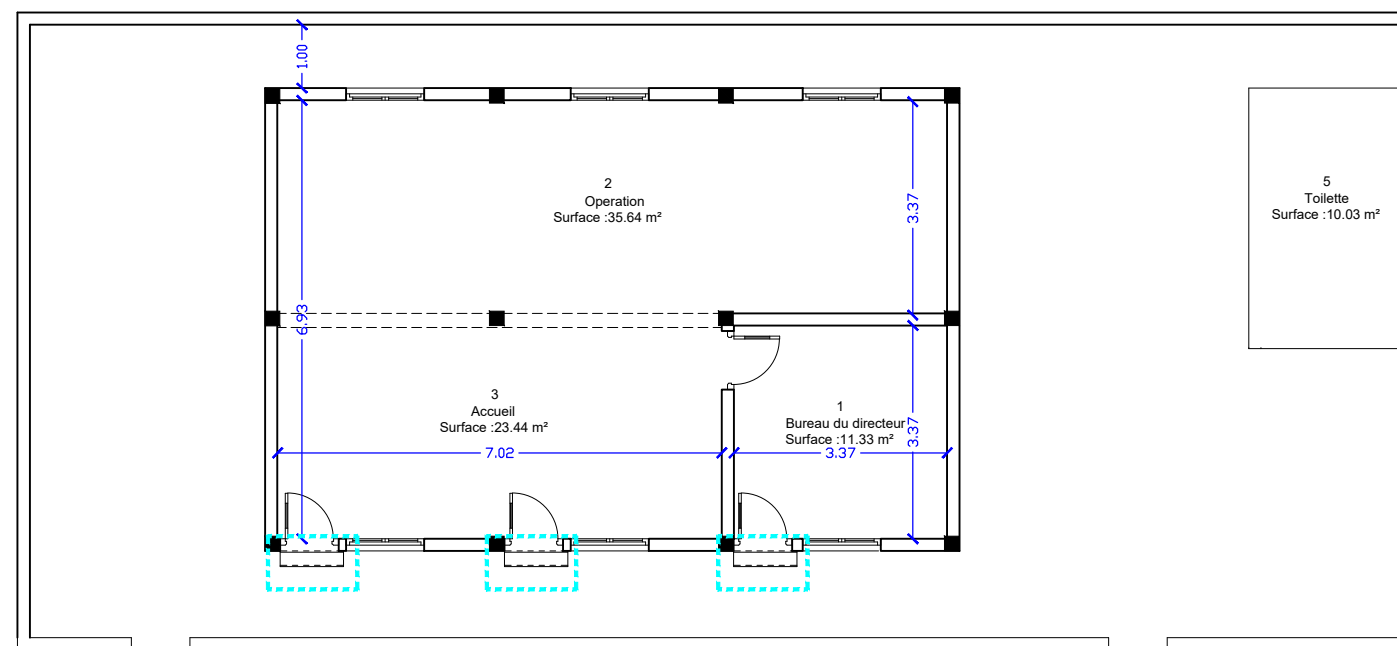 1.00
2
Operation
Surface :35.64 m²
3.37
5
Toilette
Surface :10.03 m²
6.93
3
Accueil
Surface :23.44 m²
7.02
1
Bureau du directeur
Surface :11.33 m²
3.37
3.37